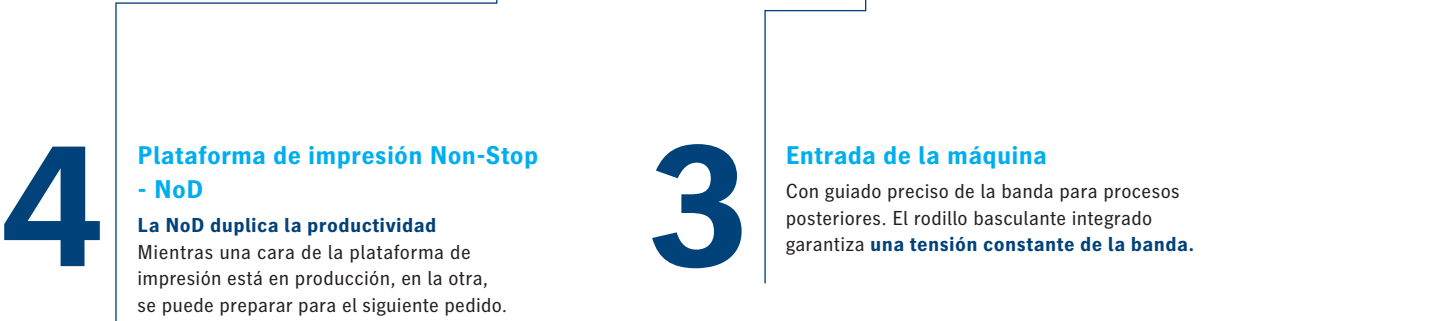 4
Plataforma de impresión Non-Stop
- NoD
La NoD duplica la productividad
Mientras una cara de la plataforma de
impresión está en producción, en la otra,
se puede preparar para el siguiente pedido.
3
Entrada de la máquina
Con guiado preciso de la banda para procesos
posteriores. El rodillo basculante integrado
garantiza una tensión constante de la banda.